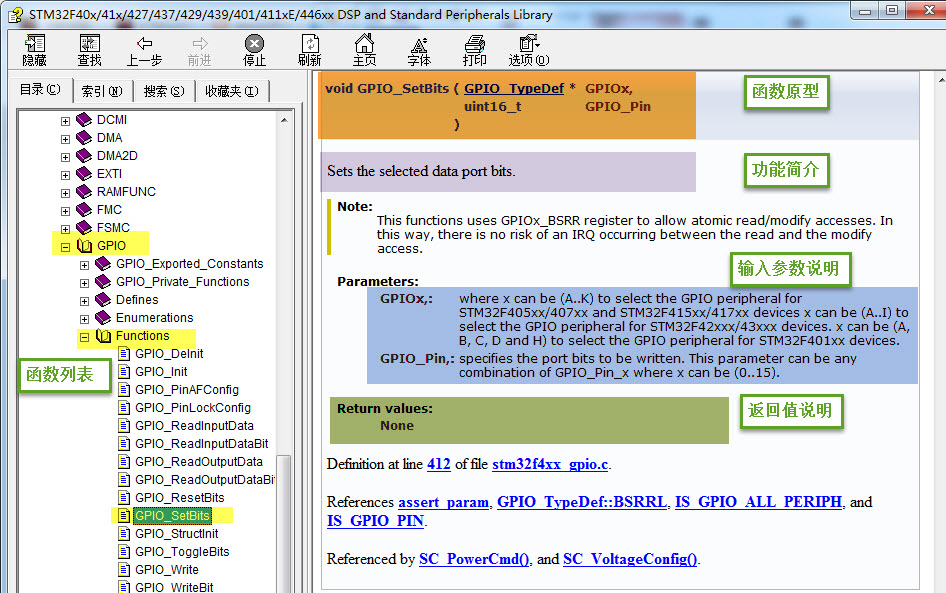 STM32F40x/41x/427/437/429/439/401/411xE/446xx DSP and Standard Peripherals Library
隐藏 查找 上一步 前进 停止 刷新 主页 字体 打印 选项(O)
目录(C) 索引(N) 搜索(S) 收藏夹(I)
DCMI
DMA
DMA2D
EXTI
RAMFUNC
FMC
FSMC
GPIO
GPIO_Exported_Constants
GPIO_Private_Functions
Defines
Enumerations
Functions
函数列表
GPIO_DeInit
GPIO_Init
GPIO_PinAFConfig
GPIO_PinLockConfig
GPIO_ReadInputData
GPIO_ReadInputDataBit
GPIO_ReadOutputData
GPIO_ReadOutputDataBi
GPIO_ResetBits
GPIO_SetBits
GPIO_StructInit
GPIO_ToggleBits
GPIO_Write
GPIO_WriteBit
void GPIO_SetBits ( GPIO_TypeDef * GPIOx,
uint16_t GPIO_Pin
)
函数原型
Sets the selected data port bits.
功能简介
Note:
This functions uses GPIOx_BSRR register to allow atomic read/modify accesses. In
this way, there is no risk of an IRQ occurring between the read and the modify
access.
输入参数说明
Parameters:
GPIOx,: where x can be (A..K) to select the GPIO peripheral for
STM32F405xx/407xx and STM32F415xx/417xx devices x can be (A..I) to
select the GPIO peripheral for STM32F42xxx/43xxx devices. x can be (A,
B, C, D and H) to select the GPIO peripheral for STM32F401xx devices.
GPIO_Pin,: specifies the port bits to be written. This parameter can be any
combination of GPIO_Pin_x where x can be (0..15).
Return values:
None
返回值说明
Definition at line 412 of file stm32f4xx_gpio.c.
References assert_param, GPIO_TypeDef::BSRRL, IS_GPIO_ALL_PERIPH, and
IS_GPIO_PIN.
Referenced by SC_PowerCmd(), and SC_VoltageConfig().